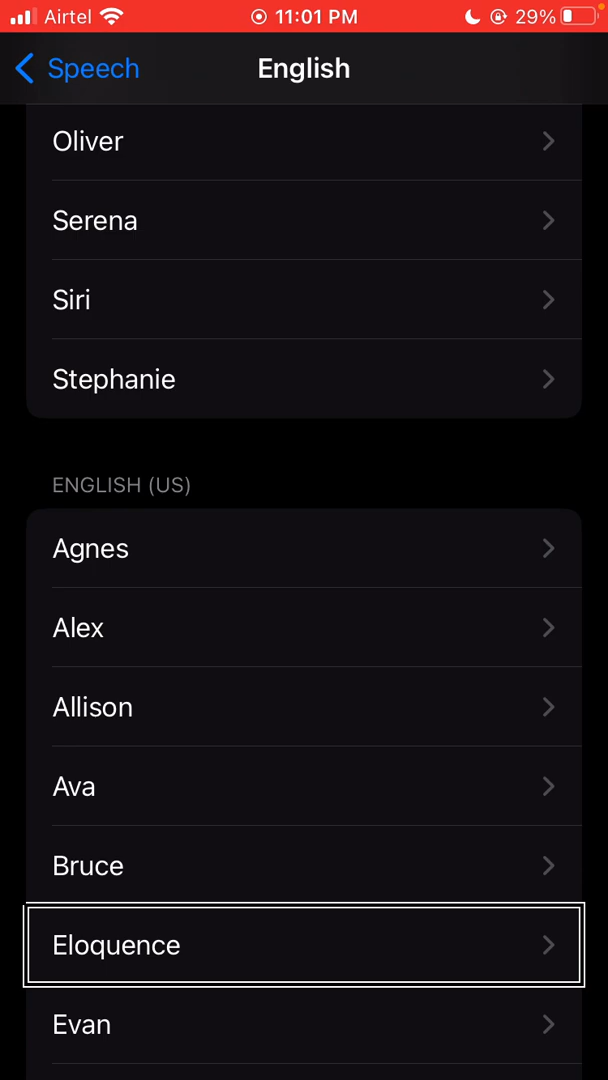 Airtel 11:01 PM 29%
Speech English
Oliver
Serena
Siri
Stephanie
ENGLISH (US)
Agnes
Alex
Allison
Ava
Bruce
Eloquence
Evan